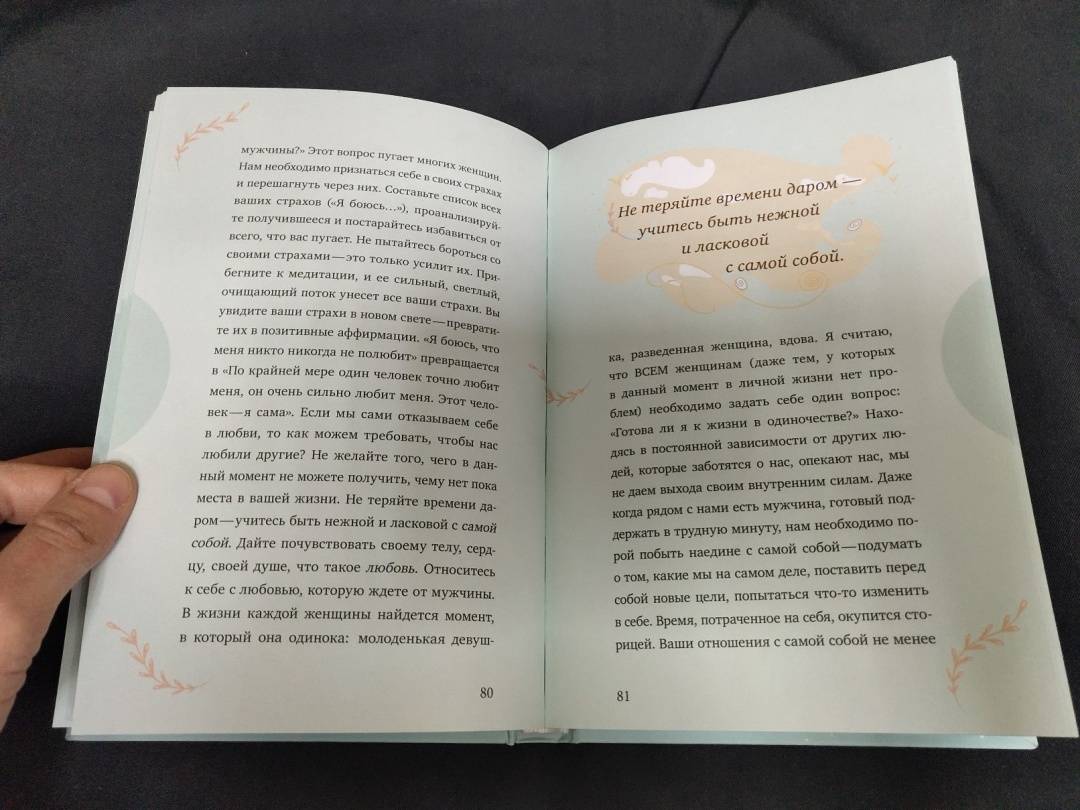 мужчины?» Этот вопрос пугает многих женщин.
Нам необходимо признаться себе в своих страхах
и перешагнуть через них. Составьте список всех
ваших страхов («Я боюсь...»), проанализируй-
те получившееся и постарайтесь избавиться от
всего, что вас пугает. Не пытайтесь бороться со
своими страхами — это только усилит их. При-
бегните к медитации, и ее сильный, светлый,
очищающий поток унесет все ваши страхи. Вы
увидите ваши страхи в новом свете — преврати-
те их в позитивные аффирмации. «Я боюсь, что
меня никто никогда не полюбит» превращается
в «По крайней мере один человек точно любит
меня, он очень сильно любит меня. Этот чело-
век — я сама». Если мы сами отказываем себе
в любви, то как можем требовать, чтобы нас
любили другие? Не желайте того, чего в дан-
ный момент не можете получить, чему нет пока
места в вашей жизни. Не теряйте времени да-
ром — учитесь быть нежной и ласковой с самой
собой. Дайте почувствовать своему телу, серд-
цу, своей душе, что такое любовь. Относитесь
к себе с любовью, которую ждете от мужчины.
В жизни каждой женщины найдется момент,
в который она одинока: молоденькая девуш-
80
Не теряйте времени даром —
учитесь быть нежной
и ласковой
с самой собой.
ка, разведенная женщина, вдова. Я считаю,
что ВСЕМ женщинам (даже тем, у которых
в данный момент в личной жизни нет про-
блем) необходимо задать себе один вопрос:
«Готова ли я к жизни в одиночестве?» Нахо-
дясь в постоянной зависимости от других лю-
дей, которые заботятся о нас, опекают нас, мы
не даем выхода своим внутренним силам. Даже
когда рядом с нами есть мужчина, готовый под-
держать в трудную минуту, нам необходимо по-
рой побыть наедине с самой собой — подумать
о том, какие мы на самом деле, поставить перед
собой новые цели, попытаться что-то изменить
в себе. Время, потраченное на себя, окупится сто-
рицей. Ваши отношения с самой собой не менее
81